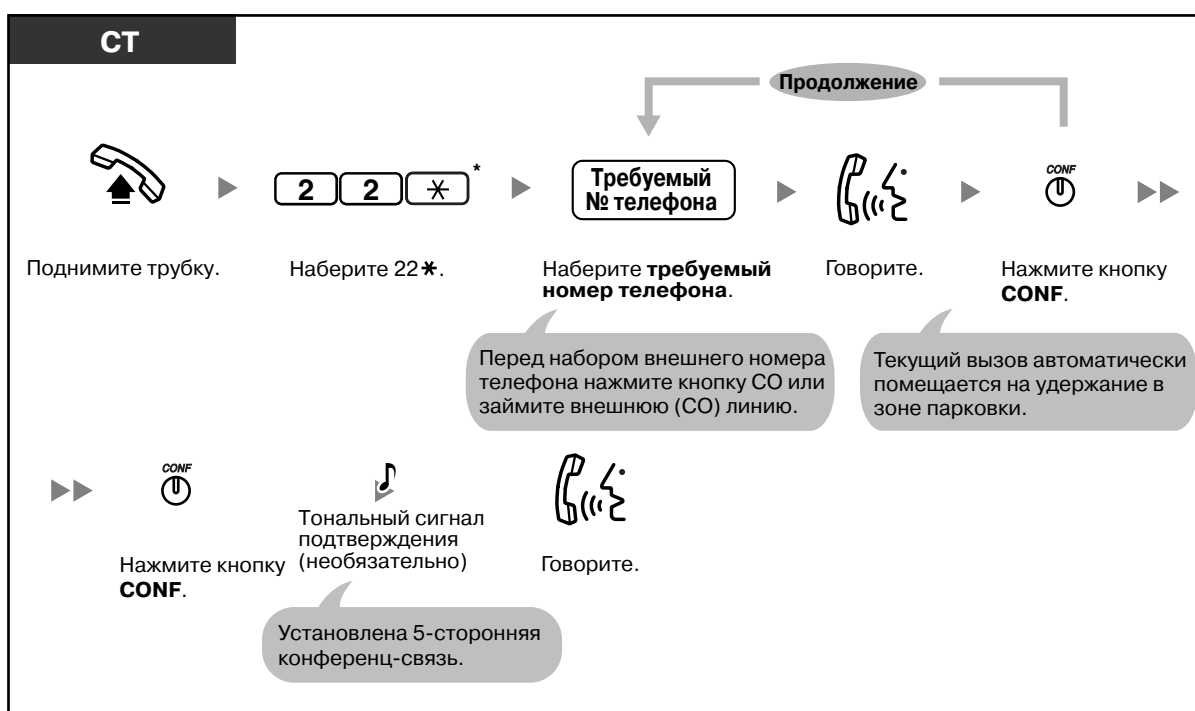 СТ
Продолжение
2 2 ✳ *
Требуемый
№ телефона
CONF
Поднимите трубку.
Наберите 22✳.
Наберите требуемый
номер телефона.
Говорите.
Нажмите кнопку
CONF.
Перед набором внешнего номера
телефона нажмите кнопку СО или
займите внешнюю (СО) линию.
Текущий вызов автоматически
помещается на удержание в
зоне парковки.
CONF
Нажмите кнопку
CONF.
Тональный сигнал
подтверждения
(необязательно)
Говорите.
Установлена 5-сторонняя
конференц-связь.